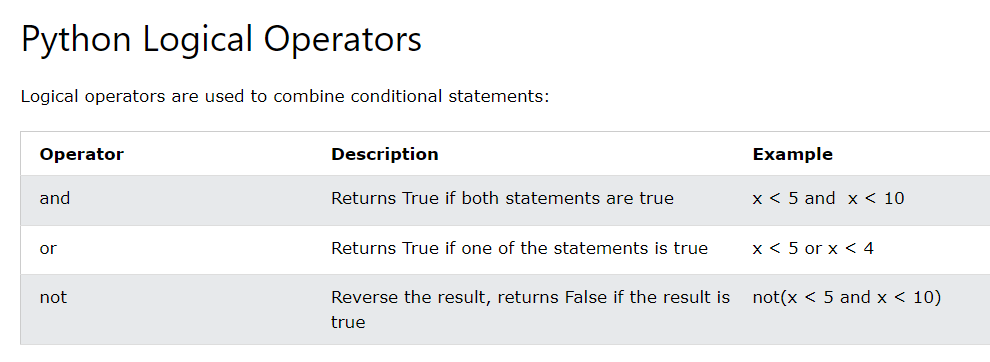 Python Logical Operators
Logical operators are used to combine conditional statements:
Operator Description Example
and Returns True if both statements are true x < 5 and  x < 10
or Returns True if one of the statements is true x < 5 or x < 4
not Reverse the result, returns False if the result is not(x < 5 and x < 10)
true